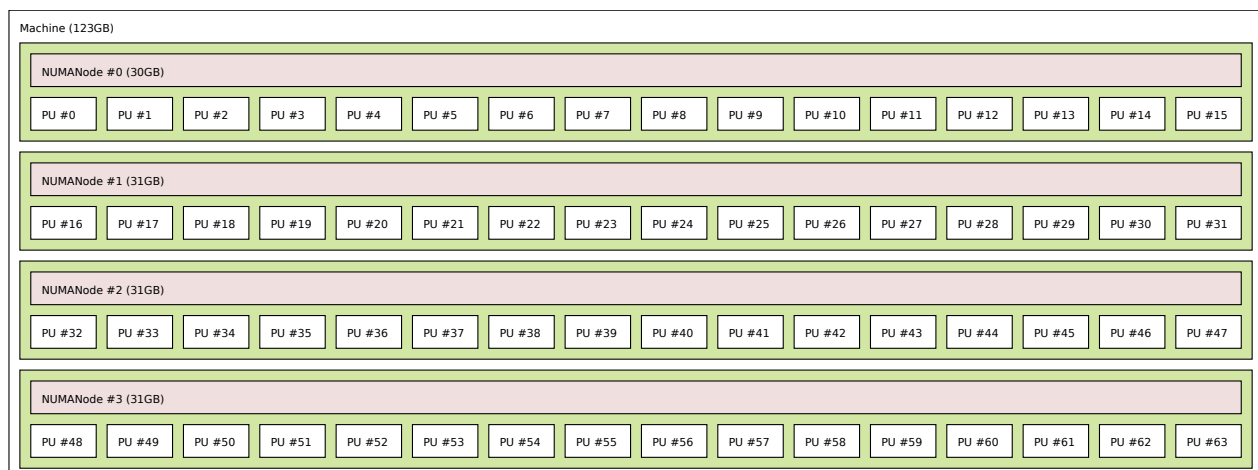 Machine (123GB)
NUMANode #0 (30GB)
PU #0 PU #1 PU #2 PU #3 PU #4 PU #5 PU #6 PU #7 PU #8 PU #9 PU #10 PU #11 PU #12 PU #13 PU #14 PU #15
NUMANode #1 (31GB)
PU #16 PU #17 PU #18 PU #19 PU #20 PU #21 PU #22 PU #23 PU #24 PU #25 PU #26 PU #27 PU #28 PU #29 PU #30 PU #31
NUMANode #2 (31GB)
PU #32 PU #33 PU #34 PU #35 PU #36 PU #37 PU #38 PU #39 PU #40 PU #41 PU #42 PU #43 PU #44 PU #45 PU #46 PU #47
NUMANode #3 (31GB)
PU #48 PU #49 PU #50 PU #51 PU #52 PU #53 PU #54 PU #55 PU #56 PU #57 PU #58 PU #59 PU #60 PU #61 PU #62 PU #63